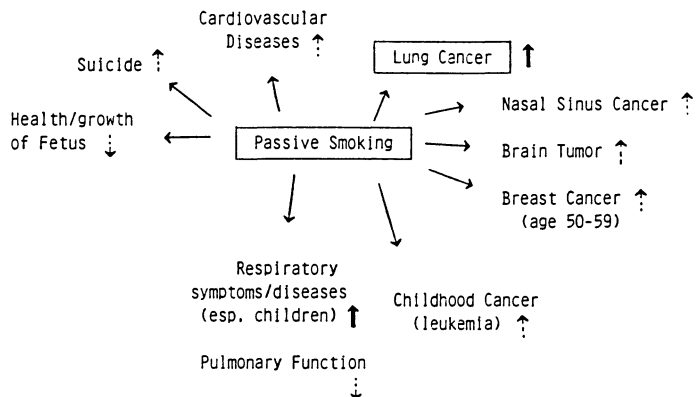 Cardiovascular
Diseases
Lung Cancer
Suicide
Nasal Sinus Cancer
Health/growth
of Fetus
Passive Smoking
Brain Tumor
Breast Cancer
(age 50-59)
Respiratory
symptoms/diseases
(esp. children)
Childhood Cancer
(leukemia)
Pulmonary Function